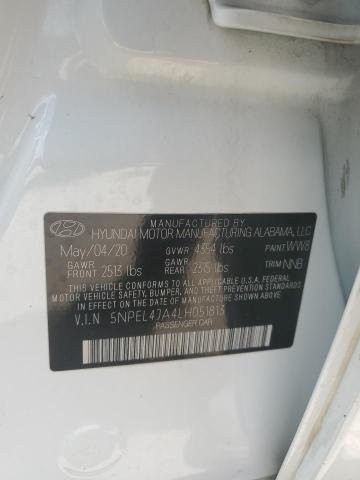 MANUFACTURED BY
HYUNDAI MOTOR MANUFACTURING ALABAMA, LLC
May/04/20 GVWR 4554 lbs PAINT WW8
GAWR FRONT 2513 lbs GAWR REAR 2315 lbs TRIM NNB
THIS VEHICLE CONFORMS TO ALL APPLICABLE U.S.A. FEDERAL
MOTOR VEHICLE SAFETY, BUMPER, AND THEFT PREVENTION
STANDARDS IN EFFECT ON THE DATE OF MANUFACTURE SHOWN ABOVE.
V.I.N 5NPEL4JA4LH051813
PASSENGER CAR